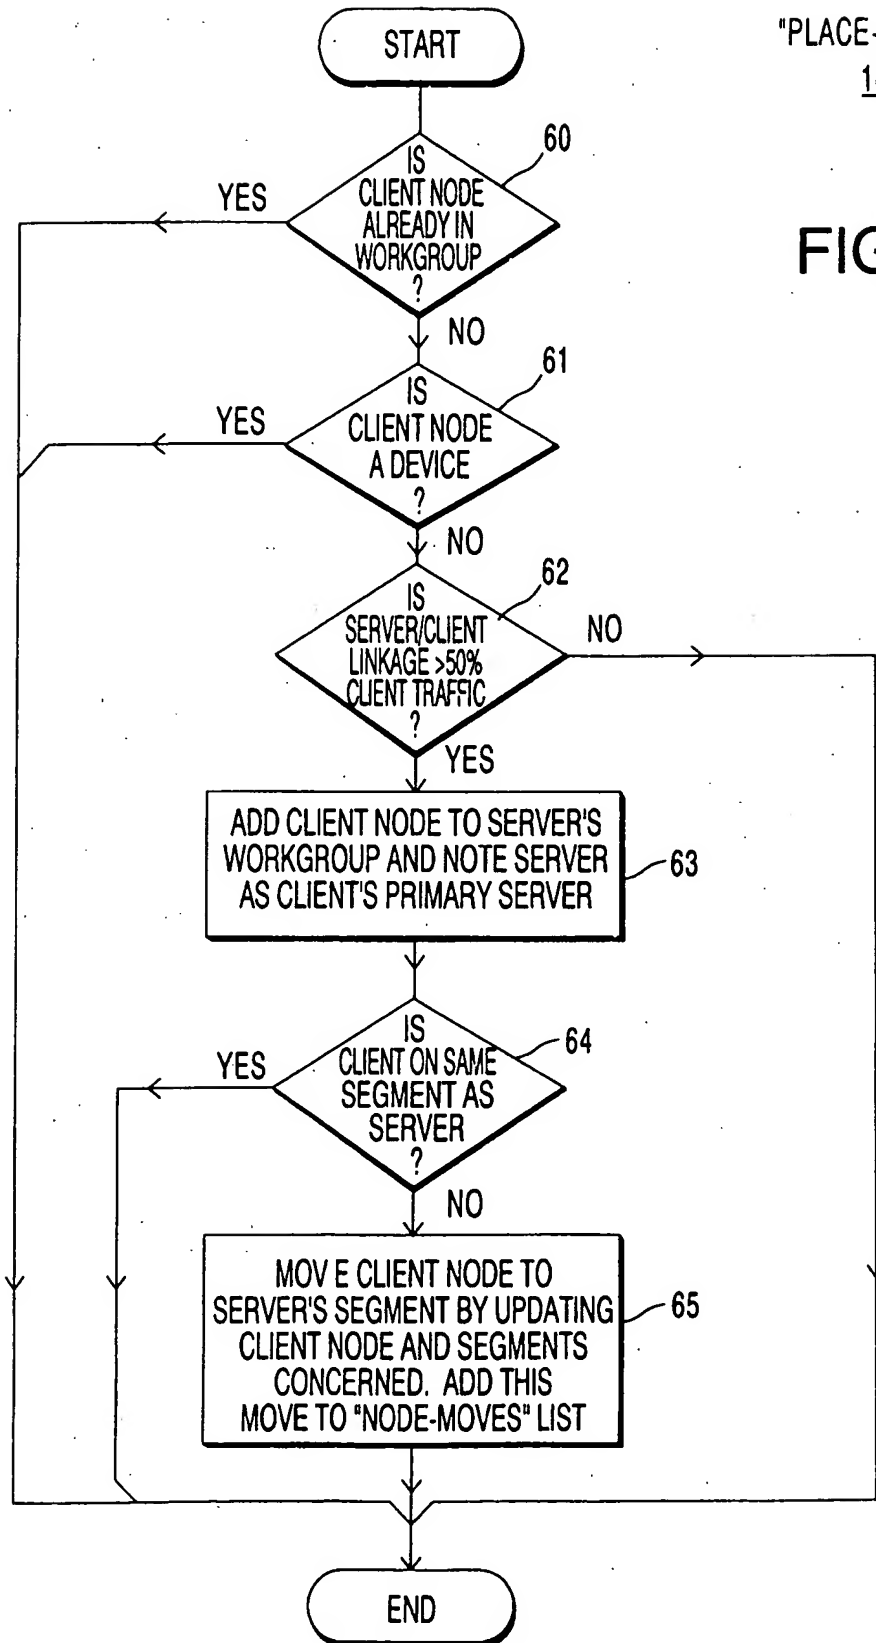 START
"PLACE-
60
IS
CLIENT NODE
ALREADY IN
WORKGROUP
?
YES
FIG
NO
61
IS
CLIENT NODE
A DEVICE
?
YES
NO
62
IS
SERVER/CLIENT
LINKAGE >50%
CLIENT TRAFFIC
?
NO
YES
ADD CLIENT NODE TO SERVER'S
WORKGROUP AND NOTE SERVER
AS CLIENT'S PRIMARY SERVER
63
IS
CLIENT ON SAME
SEGMENT AS
SERVER
?
64
YES
NO
MOV E CLIENT NODE TO
SERVER'S SEGMENT BY UPDATING
CLIENT NODE AND SEGMENTS
CONCERNED. ADD THIS
MOVE TO "NODE-MOVES" LIST
65
END